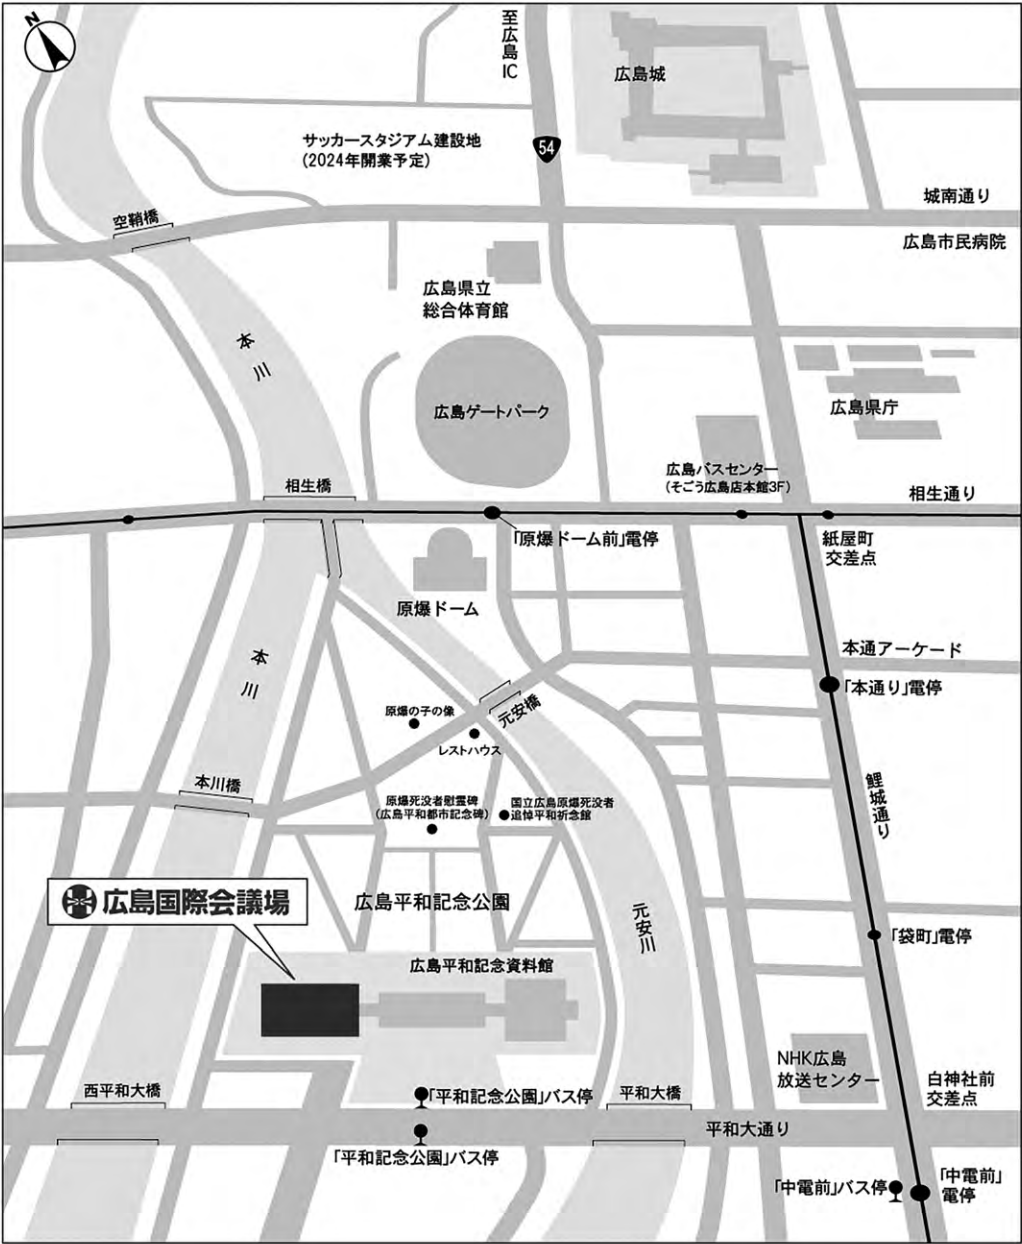 N
至広島IC
広島城
サッカースタジアム建設地
(2024年開業予定)
54
城南通り
空鞘橋
広島市民病院
広島県立
総合体育館
本川
広島ゲートパーク
広島県庁
広島バスセンター
(そごう広島店本館3F)
相生橋
相生通り
「原爆ドーム前」電停
紙屋町
交差点
原爆ドーム
本通アーケード
本川
「本通り」電停
元安橋
原爆の子の像
レストハウス
本川橋
鯉城通り
原爆死没者慰霊碑
(広島平和都市記念碑)
国立広島原爆死没者
追悼平和祈念館
広島国際会議場
広島平和記念公園
元安川
「袋町」電停
広島平和記念資料館
NHK広島
放送センター
白神社前
交差点
西平和大橋
「平和記念公園」バス停
平和大橋
平和大通り
「平和記念公園」バス停
「中電前」バス停
「中電前」
電停